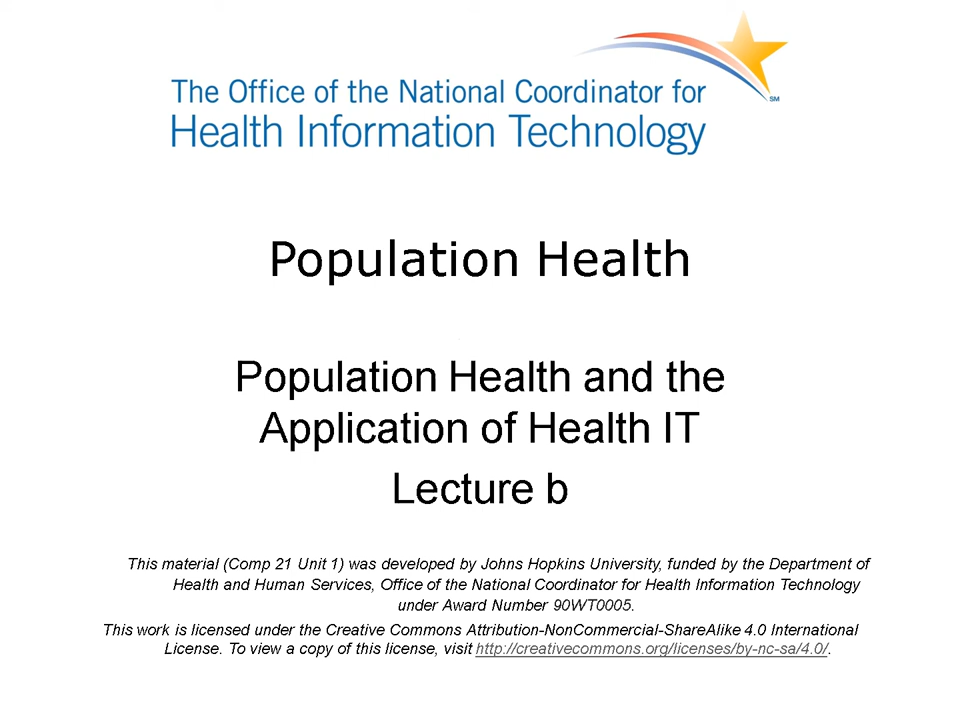 The Office of the National Coordinator for
Health Information Technology
SM
Population Health
Population Health and the
Application of Health IT
Lecture b
This material (Comp 21 Unit 1) was developed by Johns Hopkins University, funded by the Department of
Health and Human Services, Office of the National Coordinator for Health Information Technology
under Award Number 90WT0005.
This work is licensed under the Creative Commons Attribution-NonCommercial-ShareAlike 4.0 International
License. To view a copy of this license, visit http://creativecommons.org/licenses/by-nc-sa/4.0/.